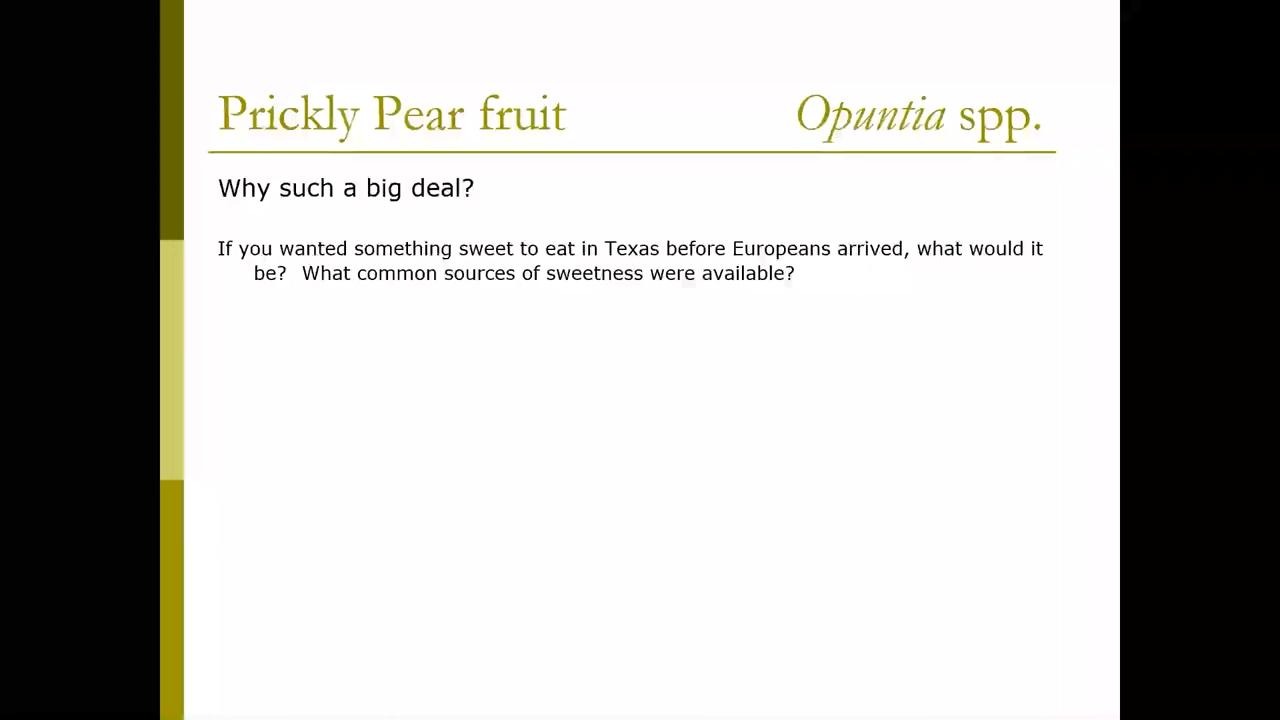 Prickly Pear fruit Opuntia spp.
Why such a big deal?
If you wanted something sweet to eat in Texas before Europeans arrived, what would it
be? What common sources of sweetness were available?